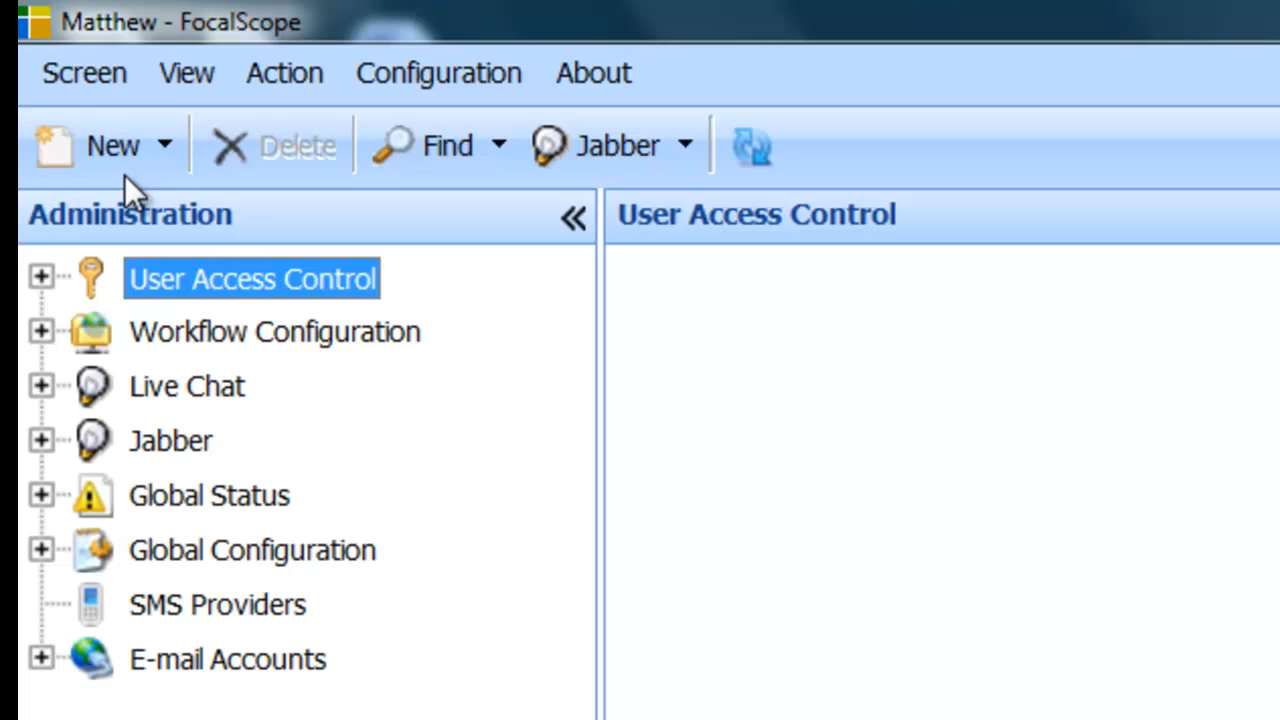 Matthew - FocalScope
Screen View Action Configuration About
New Delete Find Jabber
Administration
User Access Control
User Access Control
Workflow Configuration
Live Chat
Jabber
Global Status
Global Configuration
SMS Providers
E-mail Accounts